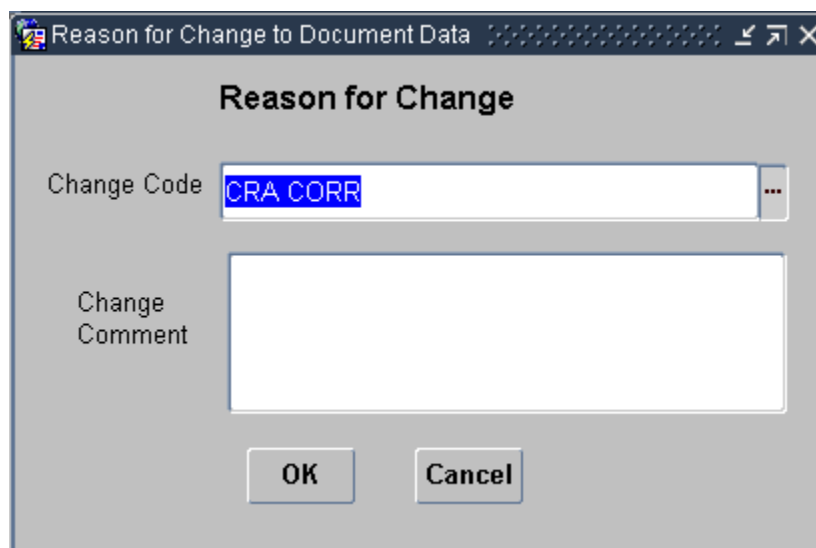 Reason for Change to Document Data
Reason for Change
Change Code
CRA CORR
...
Change
Comment
OK
Cancel